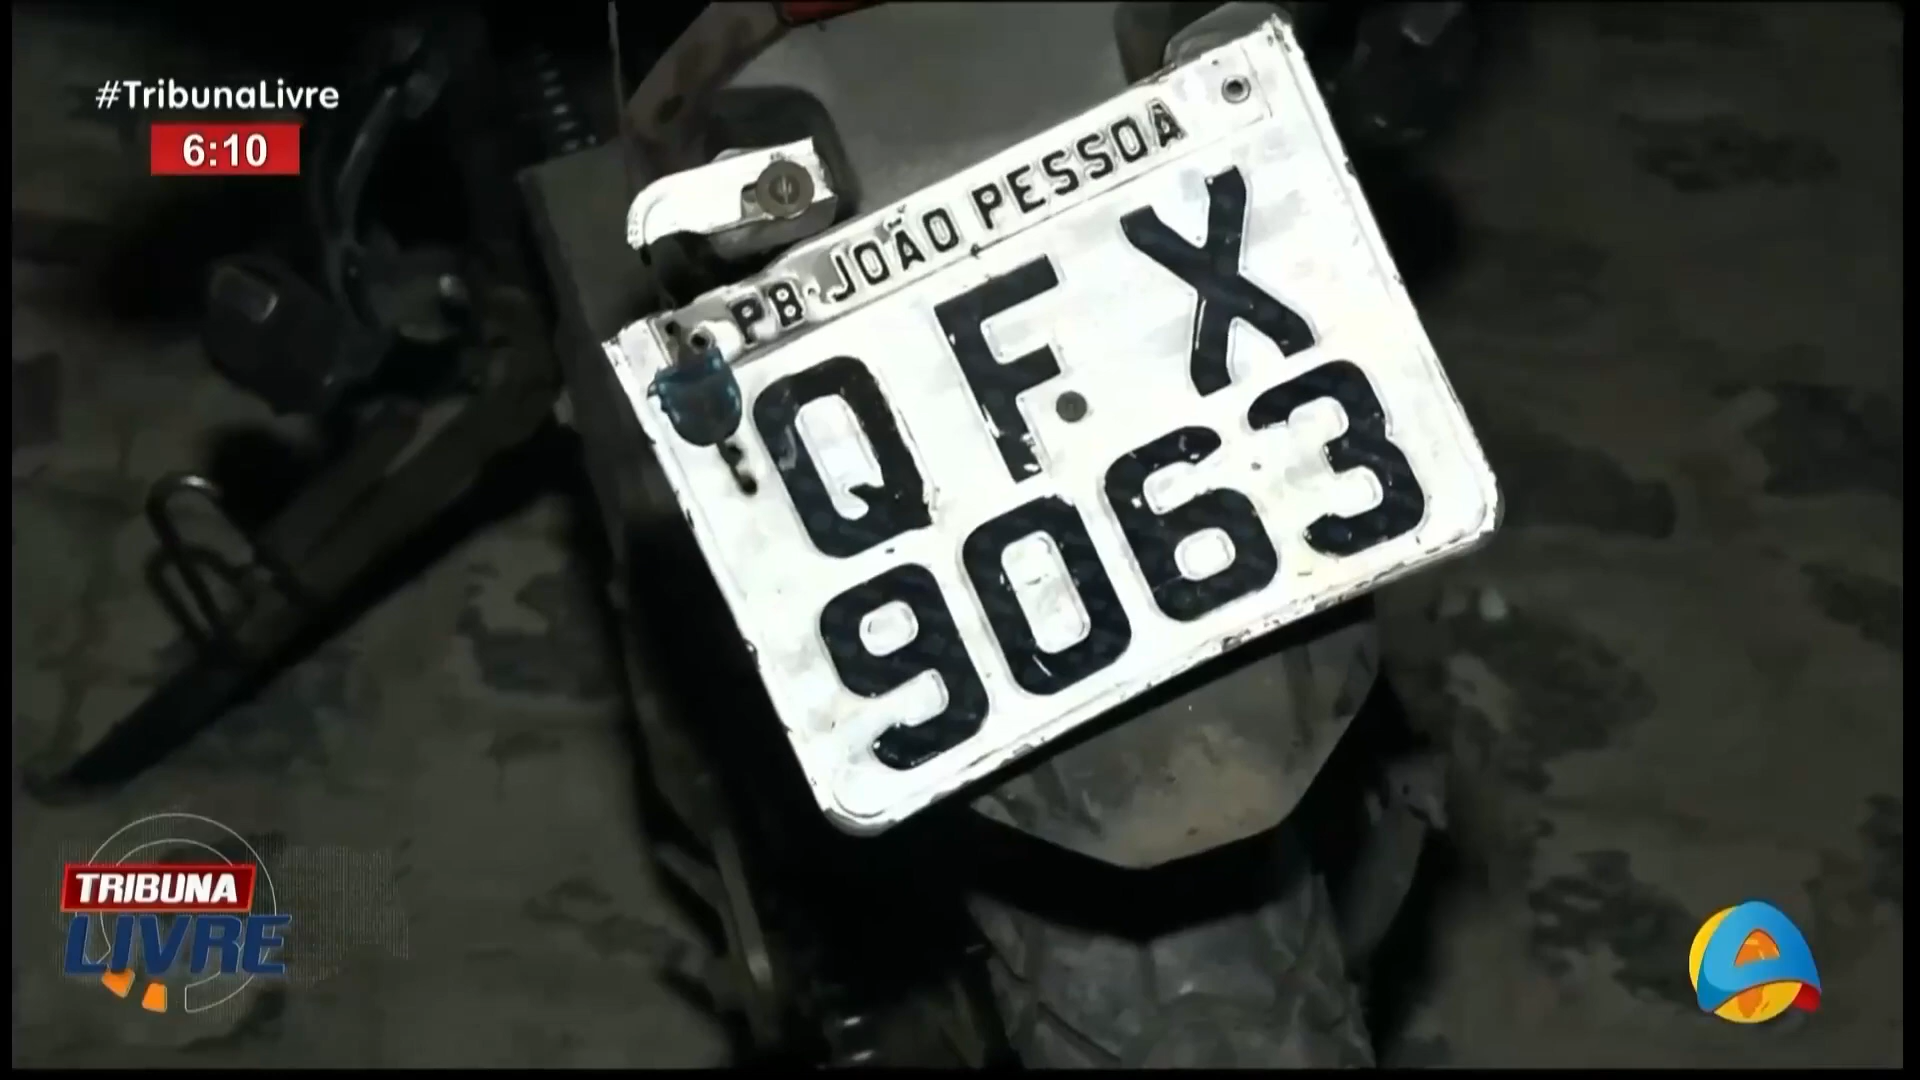 #TribunaLivre
6:10
PB·JOÃO PESSOA
QFX
9063
TRIBUNA
LIVRE